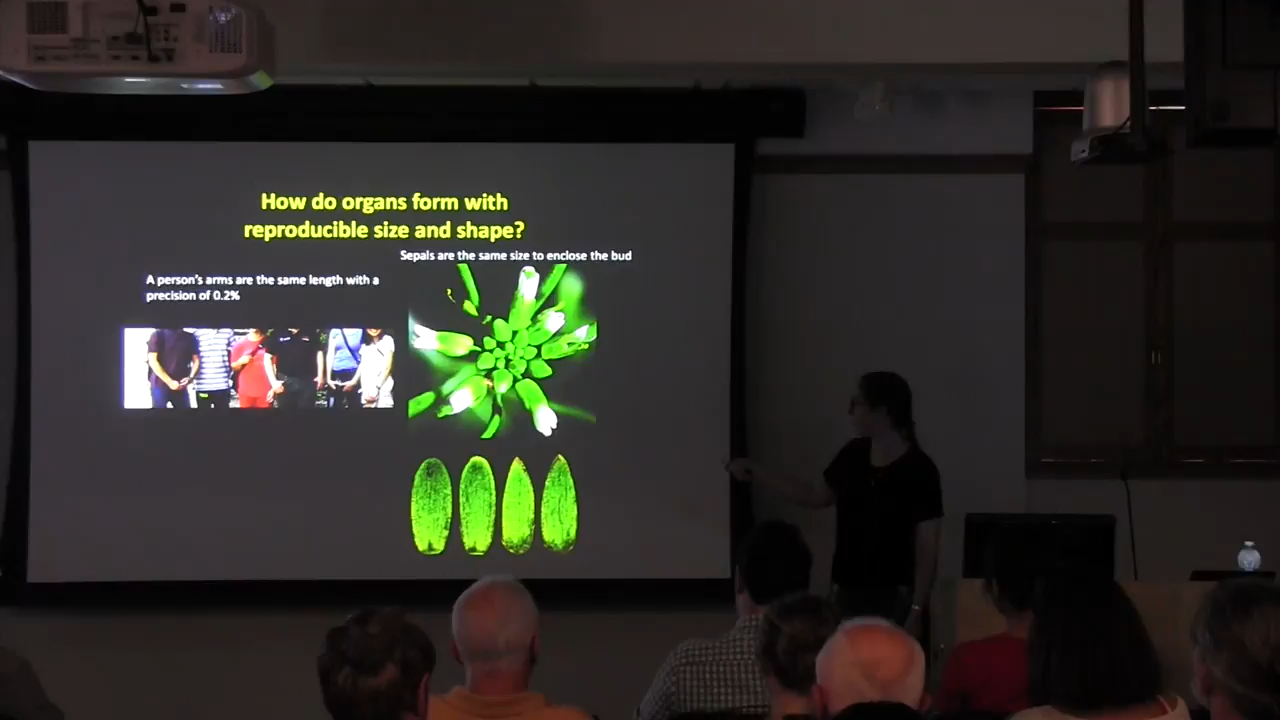 How do organs form with
reproducible size and shape?
Sepals are the same size to enclose the bud
A person's arms are the same length with a
precision of 0.2%